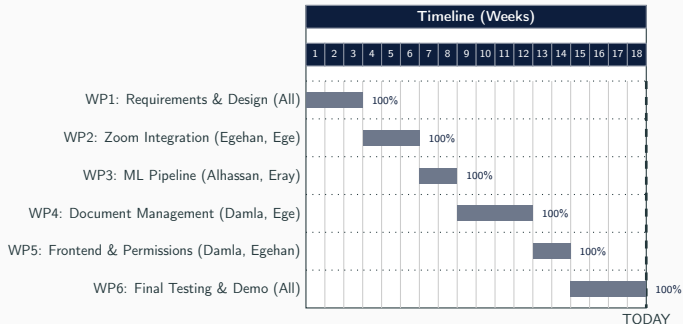 Timeline (Weeks)
1 2 3 4 5 6 7 8 9 10 11 12 13 14 15 16 17 18
WP1: Requirements & Design (All) 100%
WP2: Zoom Integration (Egehan, Ege) 100%
WP3: ML Pipeline (Alhassan, Eray) 100%
WP4: Document Management (Damla, Ege) 100%
WP5: Frontend & Permissions (Damla, Egehan) 100%
WP6: Final Testing & Demo (All) 100%
TODAY